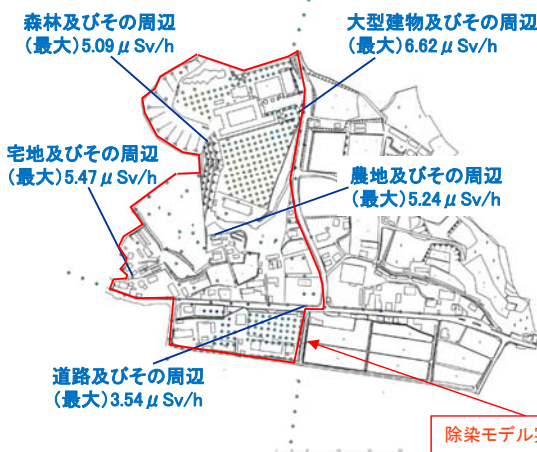 森林及びその周辺
(最大)5.09μSv/h
大型建物及びその周辺
(最大)6.62μSv/h
宅地及びその周辺
(最大)5.47μSv/h
農地及びその周辺
(最大)5.24μSv/h
道路及びその周辺
(最大)3.54μSv/h
除染モデル